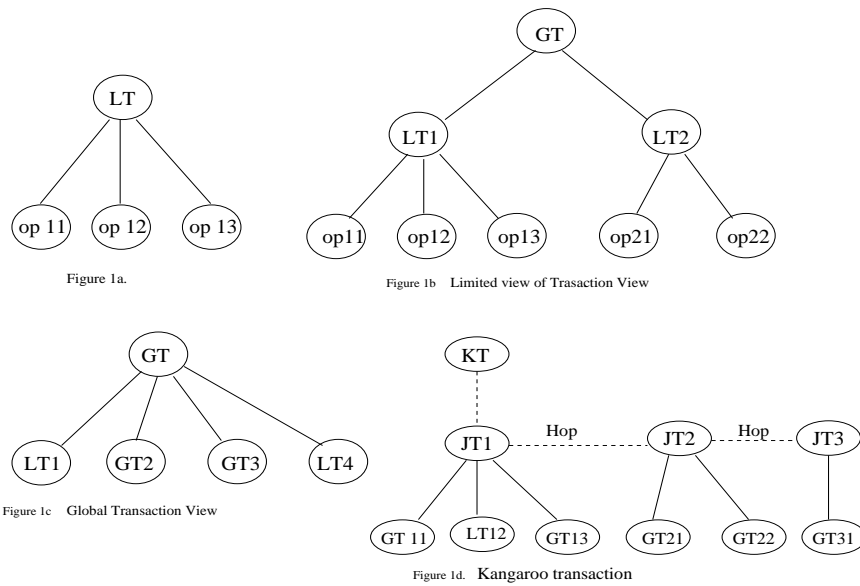 GT
LT
LT1 LT2
op 11 op 12 op 13
op11 op12 op13 op21 op22
Figure 1a.
Figure 1b Limited view of Trasaction View
GT
KT
JT1 Hop JT2 Hop JT3
LT1 GT2 GT3 LT4
Figure 1c Global Transaction View
GT 11 LT12 GT13 GT21 GT22 GT31
Figure 1d. Kangaroo transaction